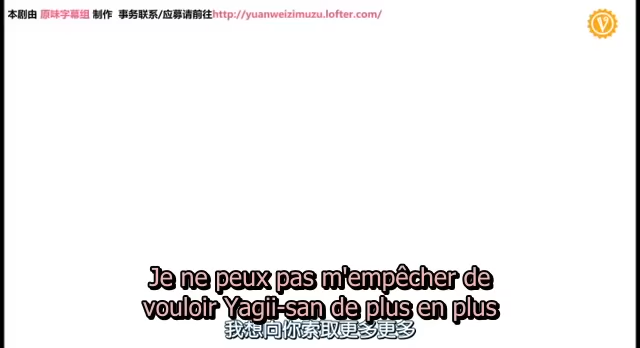 本剧由 原味字幕组 制作 事务联系/应募请前往http://yuanweizimuzu.lofter.com/
V
Je ne peux pas m'empêcher de
vouloir Yagii-san de plus en plus
我想向你索取更多更多